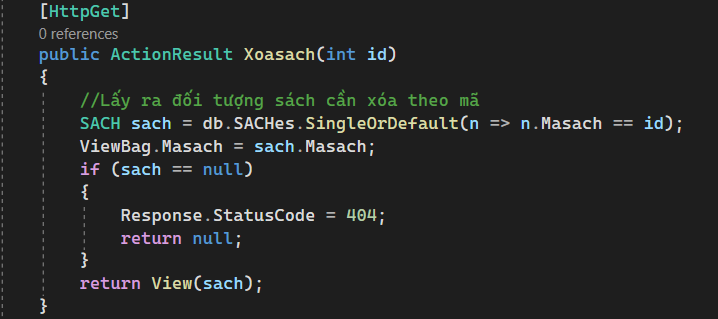 [HttpGet]
0 references
public ActionResult Xoasach(int id)
{
//Lấy ra đối tượng sách cần xóa theo mã
SACH sach = db.SACHes.SingleOrDefault(n => n.Masach == id);
ViewBag.Masach = sach.Masach;
if (sach == null)
{
Response.StatusCode = 404;
return null;
}
return View(sach);
}